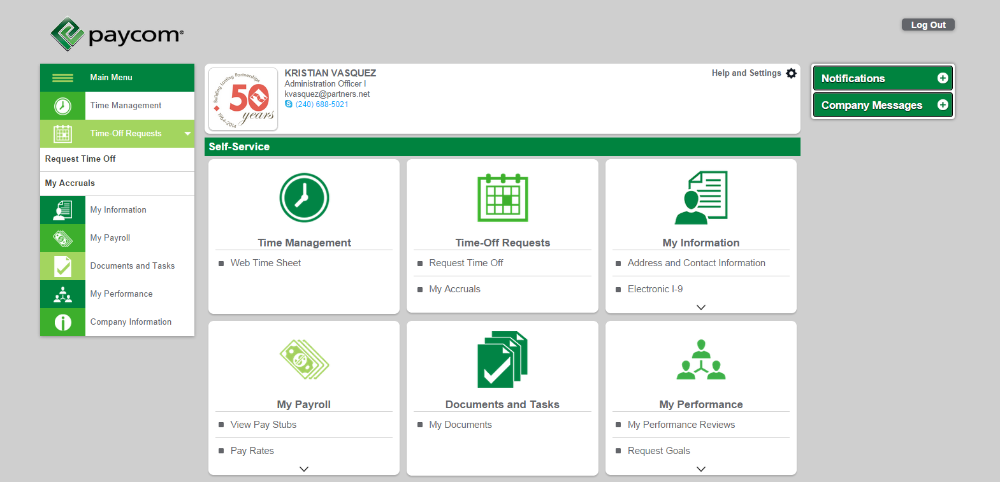 paycom®
Log Out
Main Menu
Time Management
Time-Off Requests
Request Time Off
My Accruals
My Information
My Payroll
Documents and Tasks
My Performance
Company Information
Building Lasting Partnerships
50
years
1964-2014
KRISTIAN VASQUEZ
Administration Officer I
kvasquez@partners.net
(240) 688-5021
Help and Settings
Notifications
Company Messages
Self-Service
Time Management
Web Time Sheet
Time-Off Requests
Request Time Off
My Accruals
My Information
Address and Contact Information
Electronic I-9
My Payroll
View Pay Stubs
Pay Rates
Documents and Tasks
My Documents
My Performance
My Performance Reviews
Request Goals